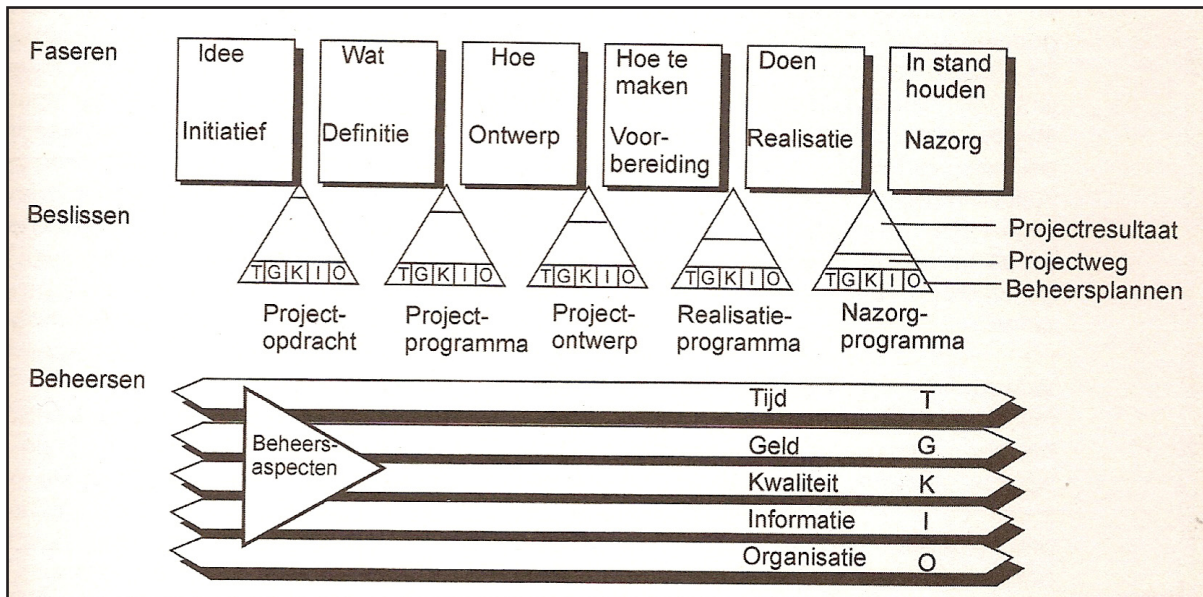 Faseren
Idee
Initiatief
Wat
Definitie
Hoe
Ontwerp
Hoe te
maken
Voor-
bereiding
Doen
Realisatie
In stand
houden
Nazorg
Beslissen
T G K I O
T G K I O
T G K I O
T G K I O
T G K I O
Projectresultaat
Projectweg
Beheersplannen
Project-
opdracht
Project-
programma
Project-
ontwerp
Realisatie-
programma
Nazorg-
programma
Beheersen
Beheers-
aspecten
Tijd T
Geld G
Kwaliteit K
Informatie I
Organisatie O